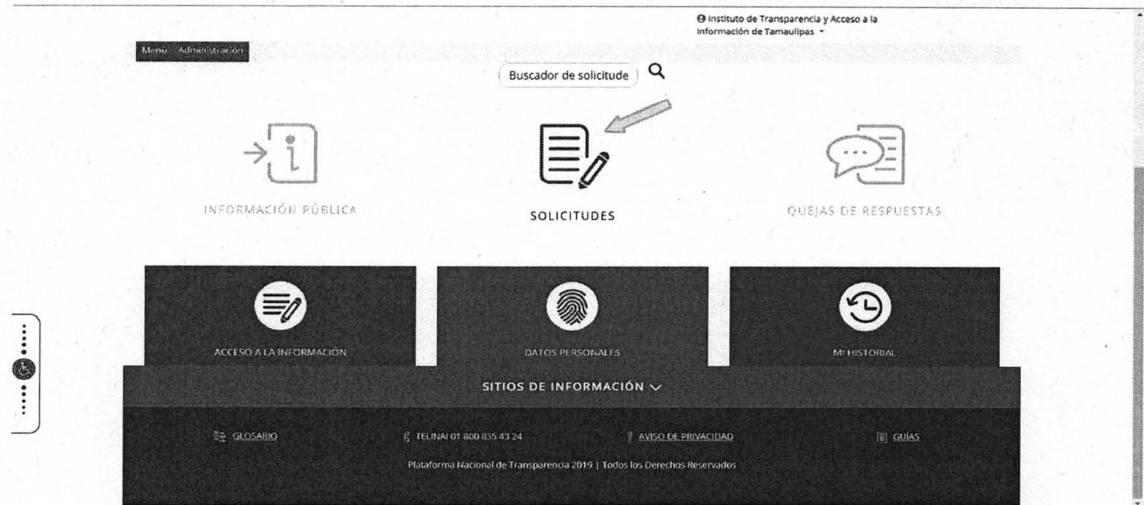 Instituto de Transparencia y Acceso a la
Información de Tamaulipas
Menú Administración
Buscador de solicitude
INFORMACIÓN PÚBLICA
SOLICITUDES
QUEJAS DE RESPUESTAS
ACCESO A LA INFORMACIÓN
DATOS PERSONALES
MI HISTORIAL
SITIOS DE INFORMACIÓN
GLOSARIO
TELINAI 01 800 835 43 24
AVISO DE PRIVACIDAD
GUÍAS
Plataforma Nacional de Transparencia 2019 | Todos los Derechos Reservados